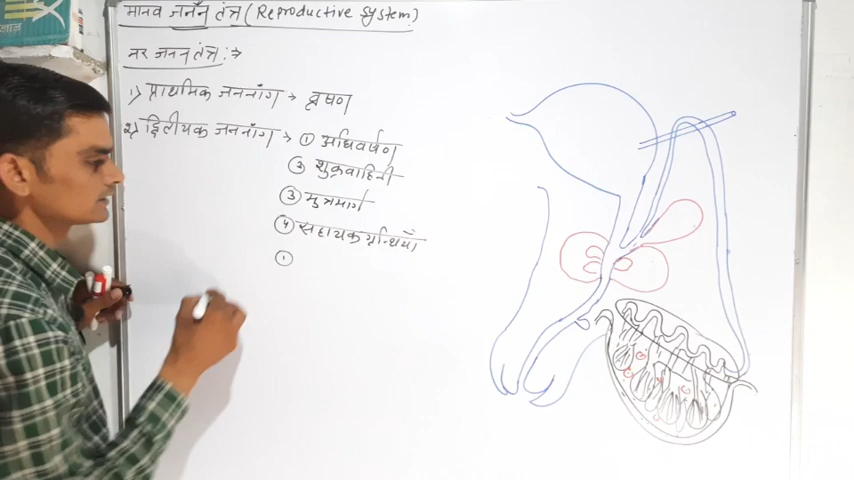 मानव जनन तंत्र (Reproductive System)
नर जनन तंत्र :→
1) प्राथमिक जननांग → वृषण
2) द्वितीयक जननांग → ① अधिवर्षण
② शुक्रवाहिनी
③ मुत्रमार्ग
④ सहायक ग्रन्थियाँ
①